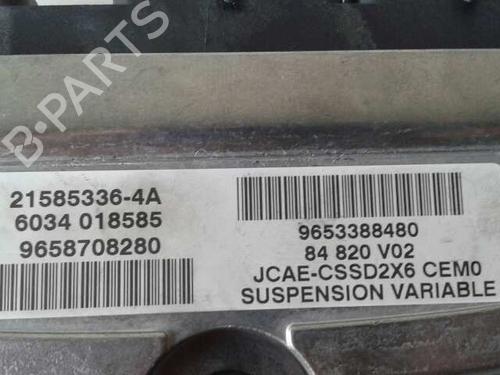 B-PARTS
21585336-4A
6034 018585
9658708280
9653388480
84 820 V02
JCAE-CSSD2X6 CEM0
SUSPENSION VARIABLE